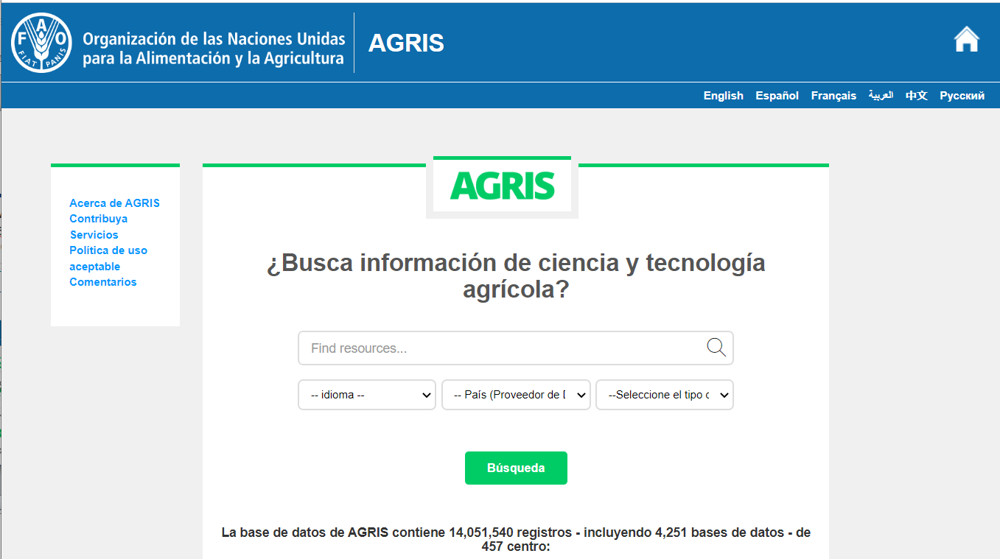 FAO
FIAT PANIS
Organización de las Naciones Unidas
para la Alimentación y la Agricultura
AGRIS
English Español Français العربية 中文 Русский
Acerca de AGRIS
Contribuya
Servicios
Política de uso
aceptable
Comentarios
AGRIS
¿Busca información de ciencia y tecnología
agrícola?
Find resources...
-- idioma --
-- País (Proveedor de
--Seleccione el tipo
Búsqueda
La base de datos de AGRIS contiene 14,051,540 registros - incluyendo 4,251 bases de datos - de
457 centro: